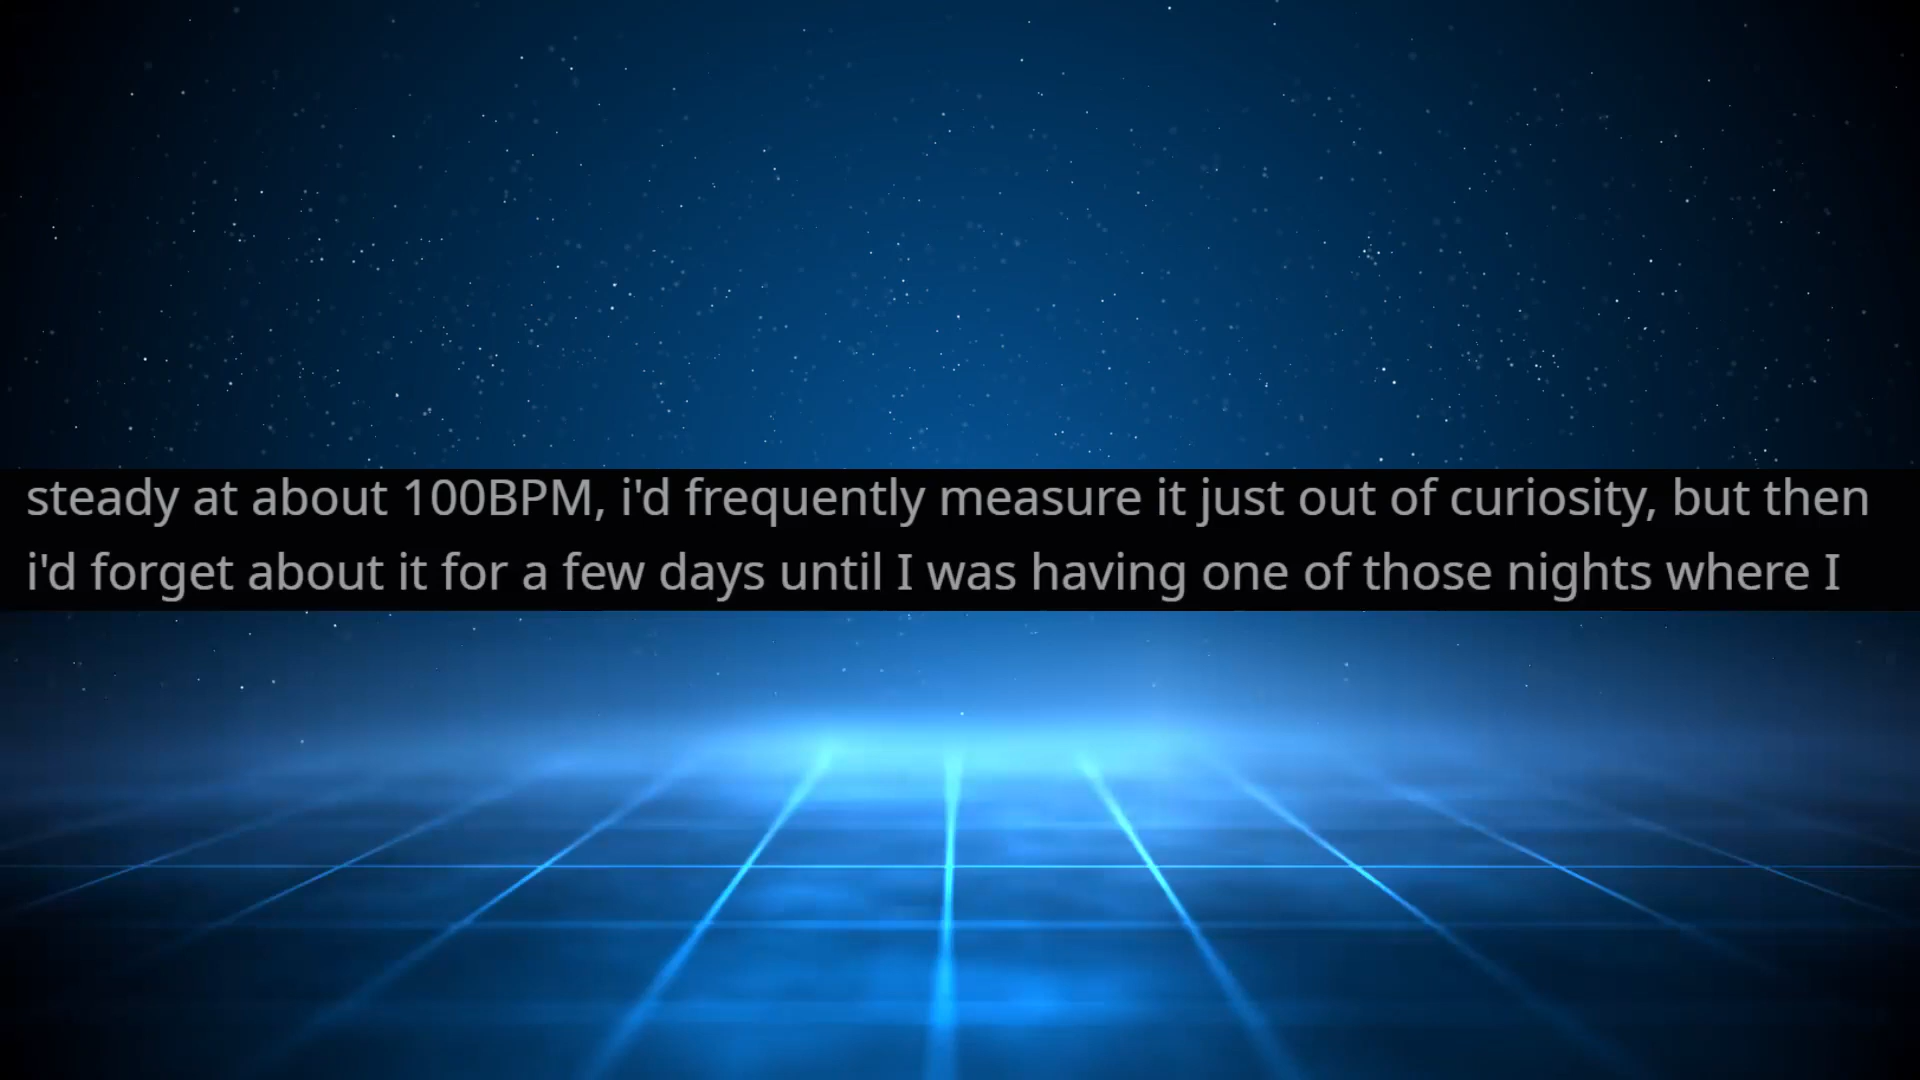 steady at about 100BPM, i'd frequently measure it just out of curiosity, but then
i'd forget about it for a few days until I was having one of those nights where I